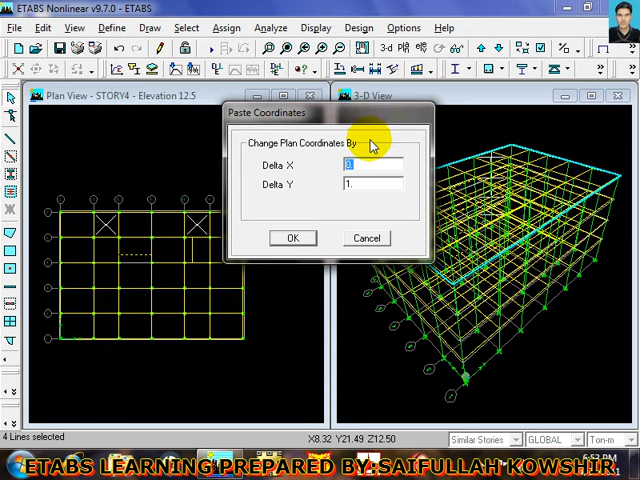 ETABS Nonlinear v9.7.0 - ETABS
File Edit View Define Draw Select Assign Analyze Display Design Options Help
Plan View - STORY4 - Elevation 12.5
3-D View
Paste Coordinates
Change Plan Coordinates By
Delta X 0.
Delta Y 1.
OK Cancel
4 Lines selected X8.32 Y21.49 Z12.50 Similar Stories GLOBAL Ton-m
ETABS LEARNING PREPARED BY:SAIFULLAH KOWSHIR